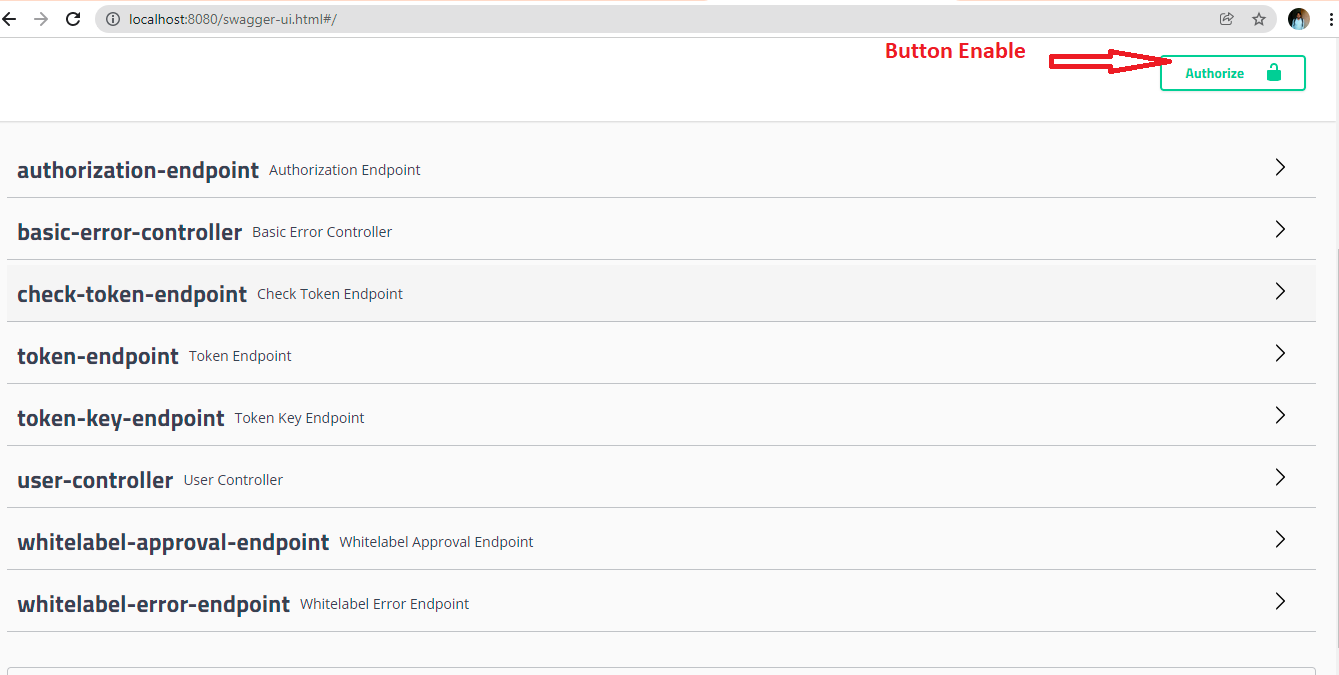 localhost:8080/swagger-ui.html#/
Button Enable
Authorize
authorization-endpoint Authorization Endpoint
basic-error-controller Basic Error Controller
check-token-endpoint Check Token Endpoint
token-endpoint Token Endpoint
token-key-endpoint Token Key Endpoint
user-controller User Controller
whitelabel-approval-endpoint Whitelabel Approval Endpoint
whitelabel-error-endpoint Whitelabel Error Endpoint